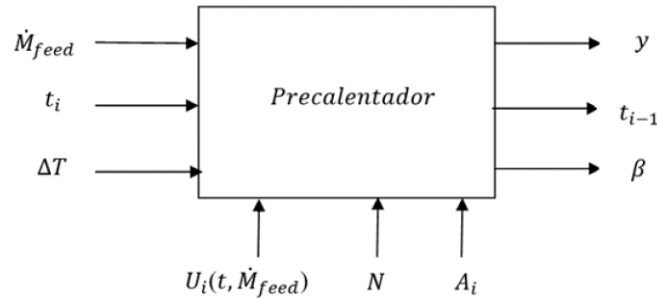 Ṁ_feed y
t_i Precalentador t_{i−1}
ΔT β
U_i(t, Ṁ_feed) N A_i